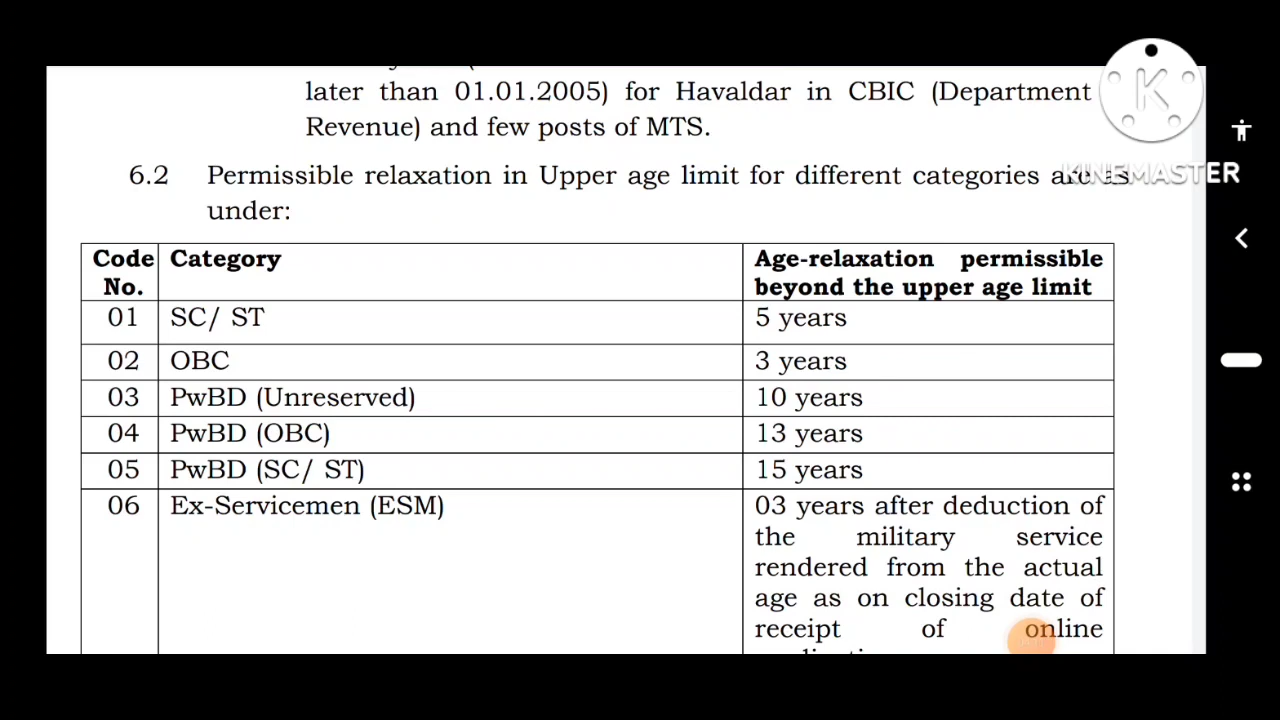 later than 01.01.2005) for Havaldar in CBIC (Department
Revenue) and few posts of MTS.
K
KINEMASTER
6.2 Permissible relaxation in Upper age limit for different categories are as
under:
Code No. Category Age-relaxation permissible beyond the upper age limit
01 SC/ ST 5 years
02 OBC 3 years
03 PwBD (Unreserved) 10 years
04 PwBD (OBC) 13 years
05 PwBD (SC/ ST) 15 years
06 Ex-Servicemen (ESM) 03 years after deduction of
the military service
rendered from the actual
age as on closing date of
receipt of online